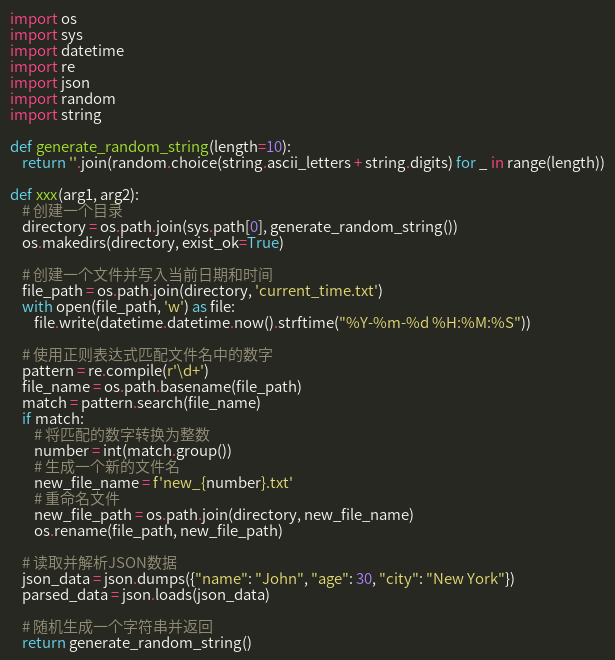 import os
import sys
import datetime
import re
import json
import random
import string

def generate_random_string(length=10):
    return ''.join(random.choice(string.ascii_letters + string.digits) for _ in range(length))

def xxx(arg1, arg2):
    # 创建一个目录
    directory = os.path.join(sys.path[0], generate_random_string())
    os.makedirs(directory, exist_ok=True)

    # 创建一个文件并写入当前日期和时间
    file_path = os.path.join(directory, 'current_time.txt')
    with open(file_path, 'w') as file:
        file.write(datetime.datetime.now().strftime("%Y-%m-%d %H:%M:%S"))

    # 使用正则表达式匹配文件名中的数字
    pattern = re.compile(r'\d+')
    file_name = os.path.basename(file_path)
    match = pattern.search(file_name)
    if match:
        # 将匹配的数字转换为整数
        number = int(match.group())
        # 生成一个新的文件名
        new_file_name = f'new_{number}.txt'
        # 重命名文件
        new_file_path = os.path.join(directory, new_file_name)
        os.rename(file_path, new_file_path)

    # 读取并解析JSON数据
    json_data = json.dumps({"name": "John", "age": 30, "city": "New York"})
    parsed_data = json.loads(json_data)

    # 随机生成一个字符串并返回
    return generate_random_string()